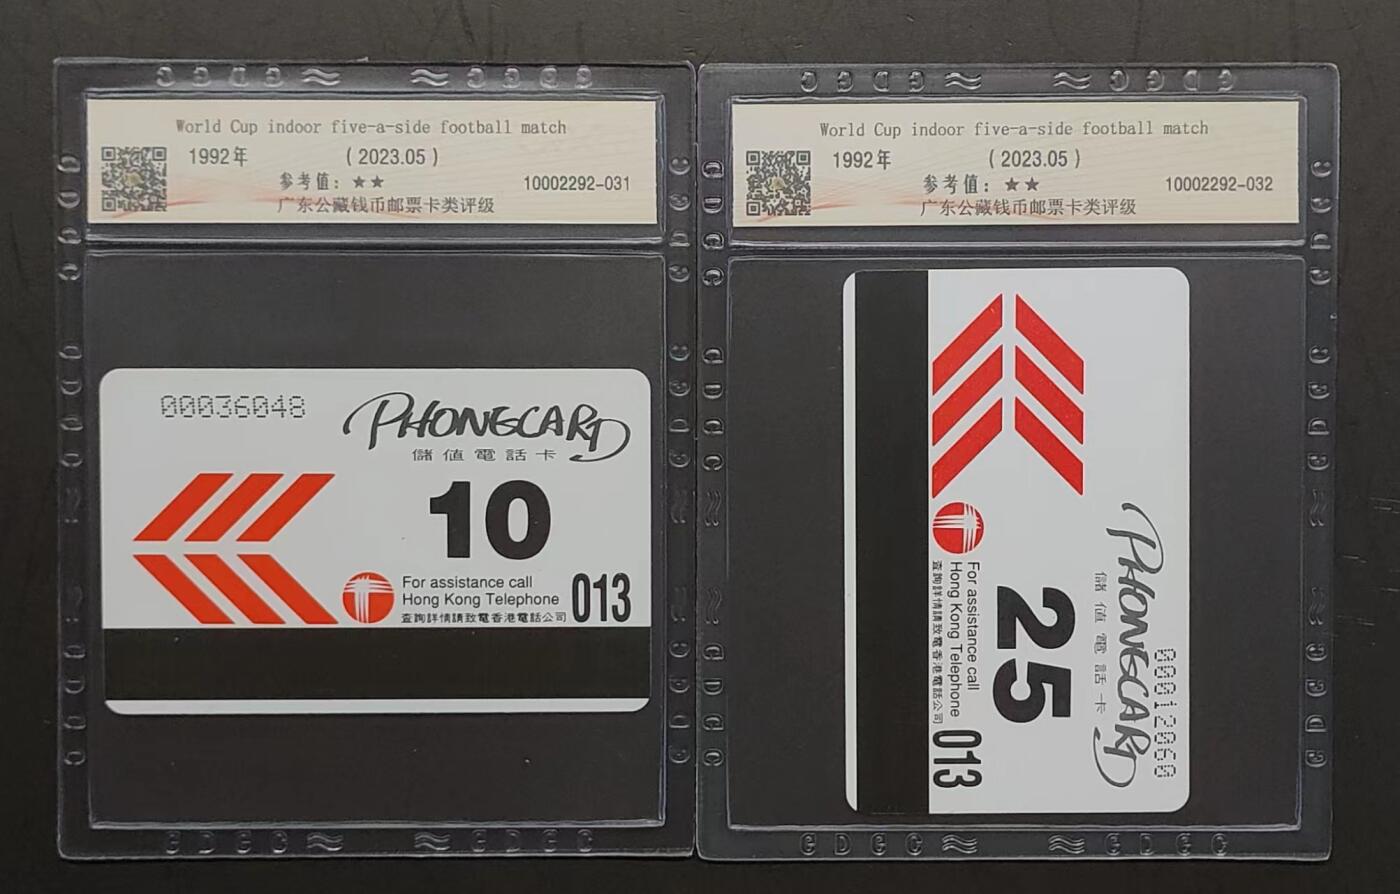 World Cup indoor five-a-side football match
1992年 (2023.05)
参考值：★★ 10002292-031
广东公藏钱币邮票卡类评级
00036048
PHONECARD
儲值電話卡
10
For assistance call
Hong Kong Telephone
查詢詳情請致電香港電話公司
013
World Cup indoor five-a-side football match
1992年 (2023.05)
参考值：★★ 10002292-032
广东公藏钱币邮票卡类评级
00012060
PHONECARD
儲值電話卡
25
For assistance call
Hong Kong Telephone
查詢詳情請致電香港電話公司
013